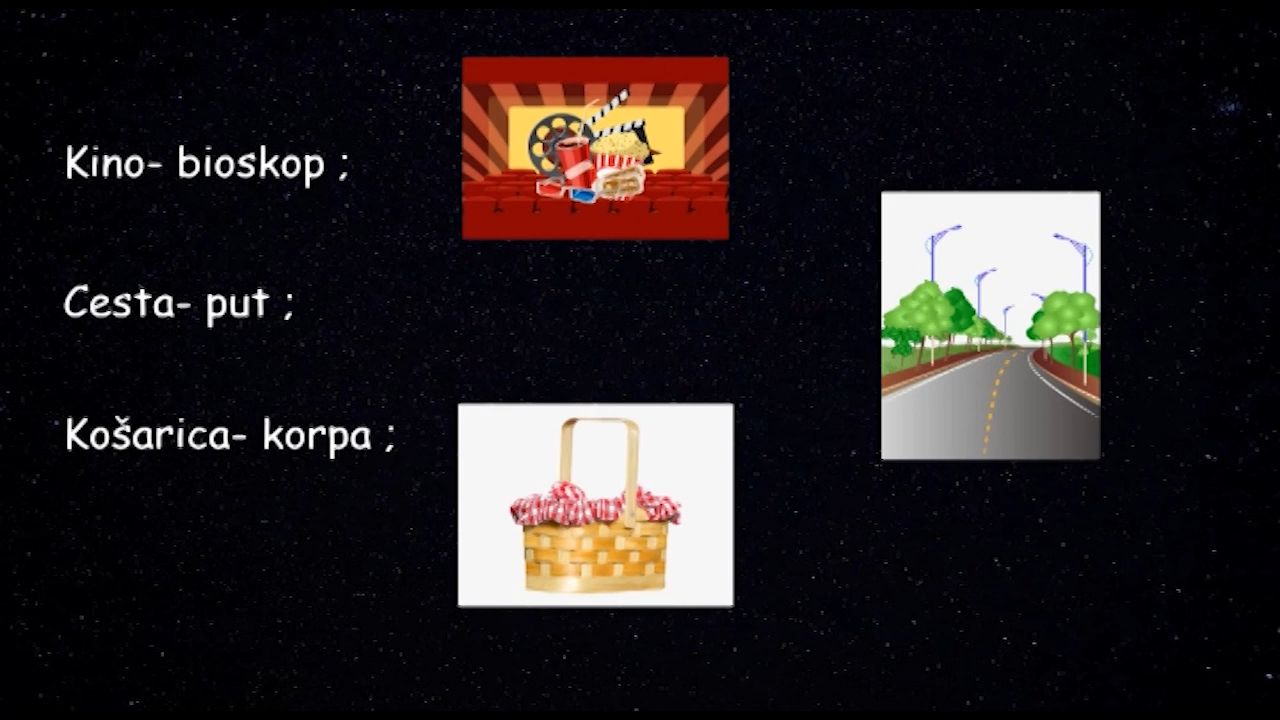 Kino- bioskop ;
Cesta- put ;
Košarica- korpa ;